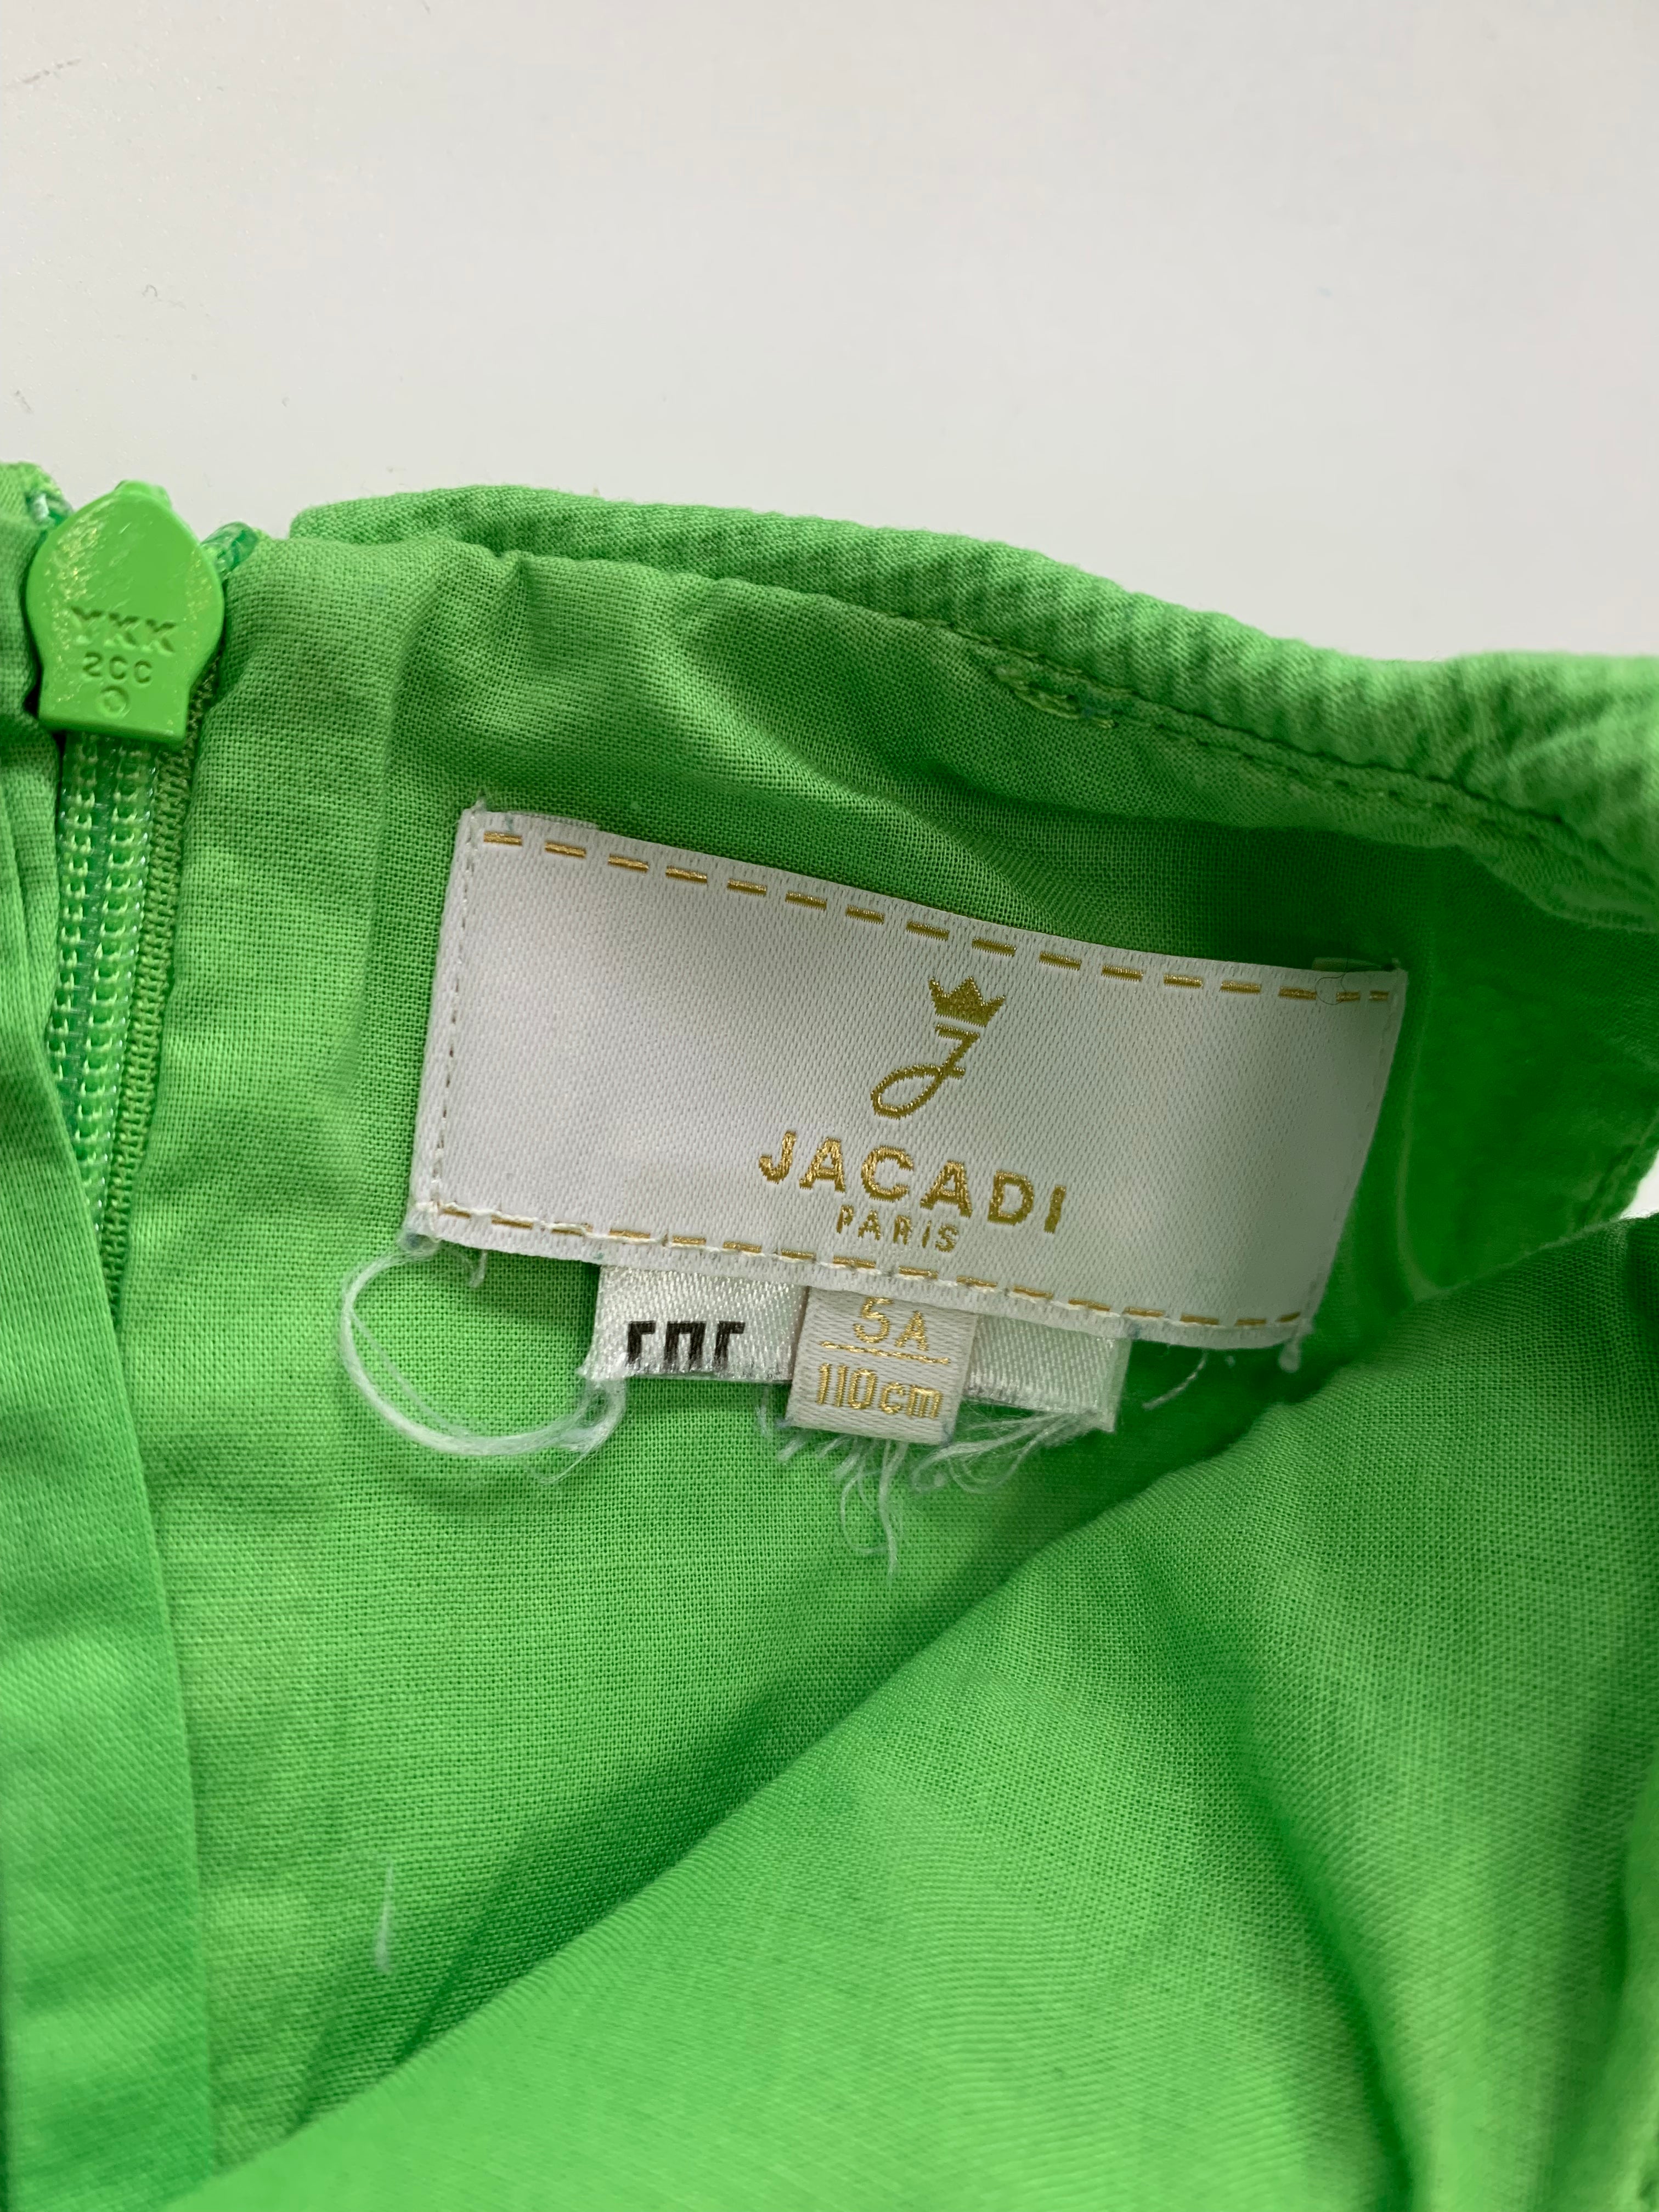 YKK
2CC
J
JACADI
PARIS
5A
110cm